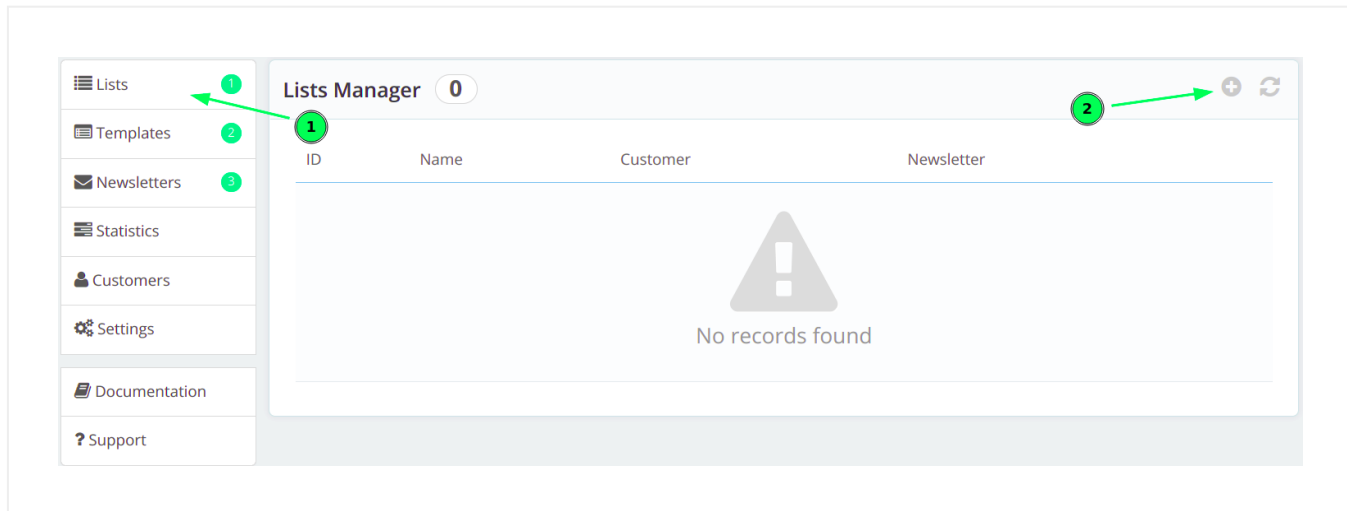 Lists 1
Templates 2
Newsletters 3
Statistics
Customers
Settings
Documentation
? Support
Lists Manager 0
1
2
ID Name Customer Newsletter
No records found